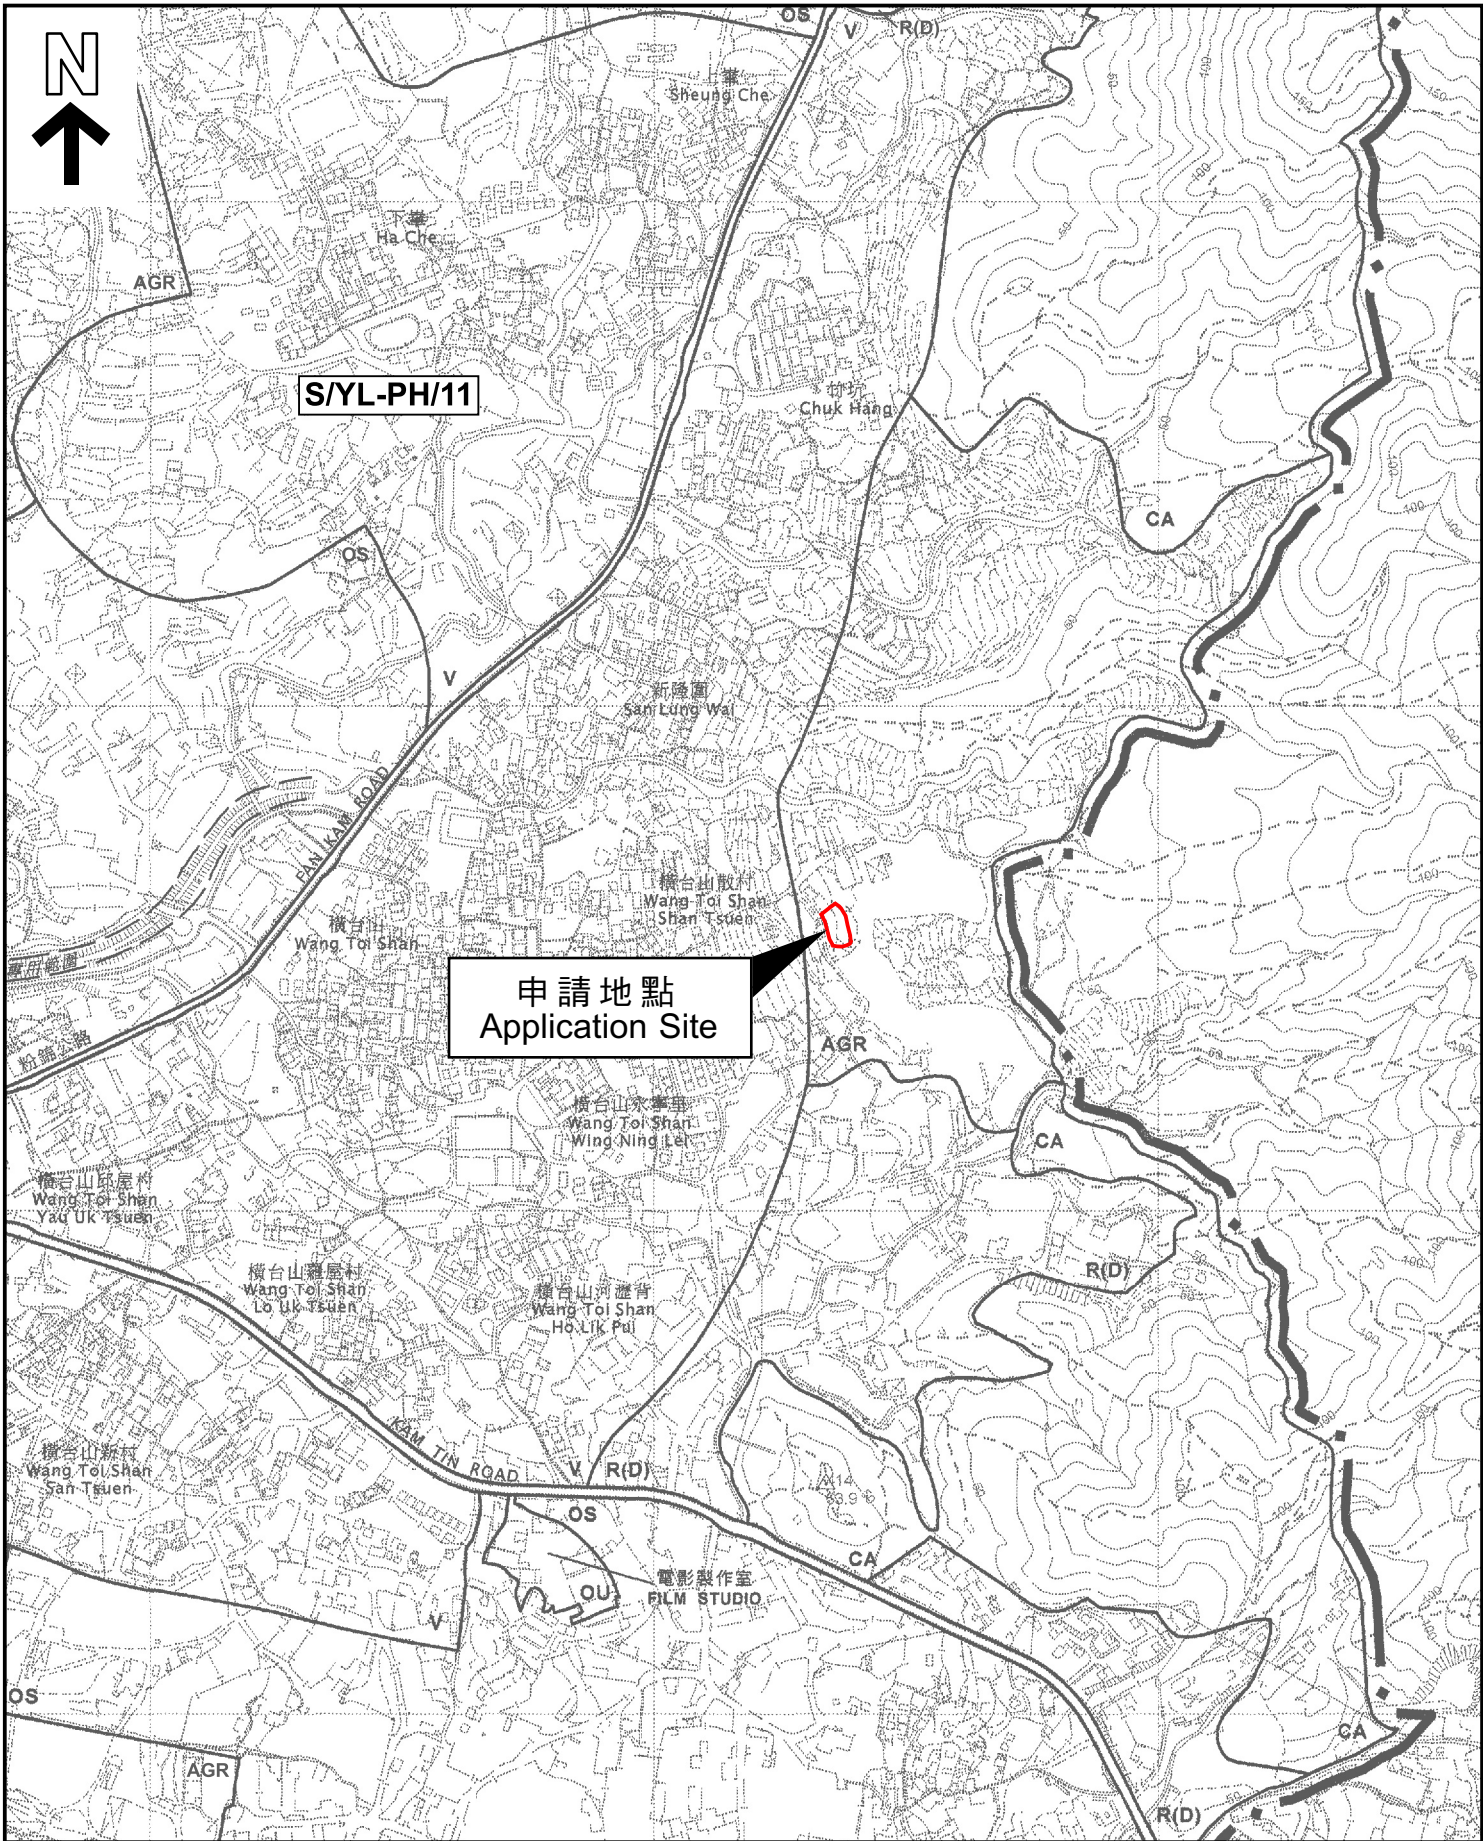 N
OS
V
R(D)
上輋
Sheung Che
下輋
Ha Che
AGR
S/YL-PH/11
竹坑
Chuk Hang
CA
OS
V
新隆圍
San Lung Wai
FAN KAM ROAD
橫台山散村
Wang Toi Shan
Shan Tsuen
橫台山
Wang Toi Shan
申請地點
Application Site
粉錦公路
AGR
橫台山永寧里
Wang Toi Shan
Wing Ning Lei
CA
橫台山邱屋村
Wang Toi Shan
Yau Uk Tsuen
橫台山羅屋村
Wang Toi Shan
Lo Uk Tsuen
橫台山河瀝背
Wang Toi Shan
Ho Lik Pui
R(D)
橫台山新村
Wang Toi Shan
San Tsuen
KAM TIN ROAD
V
R(D)
OS
CA
電影製作室
FILM STUDIO
OU
V
OS
AGR
CA
R(D)